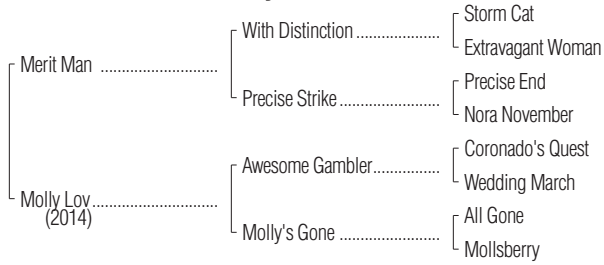 Storm Cat
With Distinction ....................
Extravagant Woman
Merit Man ............................
Precise End
Precise Strike ........................
Nora November
Coronado's Quest
Awesome Gambler................
Wedding March
Molly Lov..............................
(2014)
All Gone
Molly's Gone ........................
Mollsberry